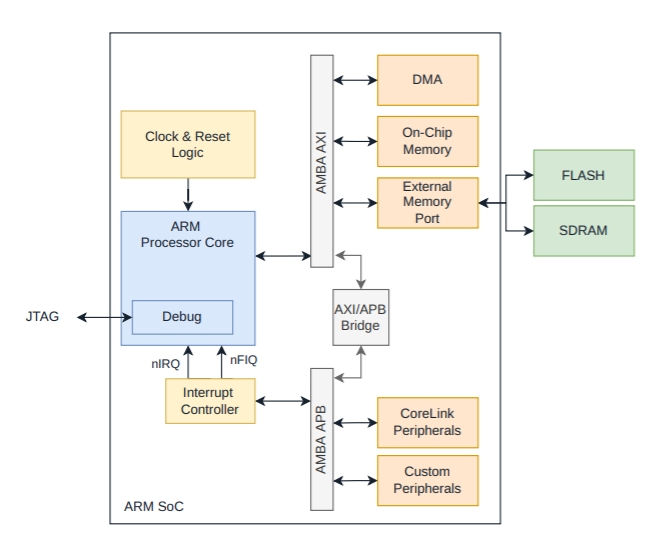 DMA
Clock & Reset
Logic
AMBA AXI
On-Chip
Memory
External
Memory
Port
FLASH
SDRAM
ARM
Processor Core
JTAG
Debug
AXI/APB
Bridge
nIRQ
nFIQ
Interrupt
Controller
AMBA APB
CoreLink
Peripherals
Custom
Peripherals
ARM SoC